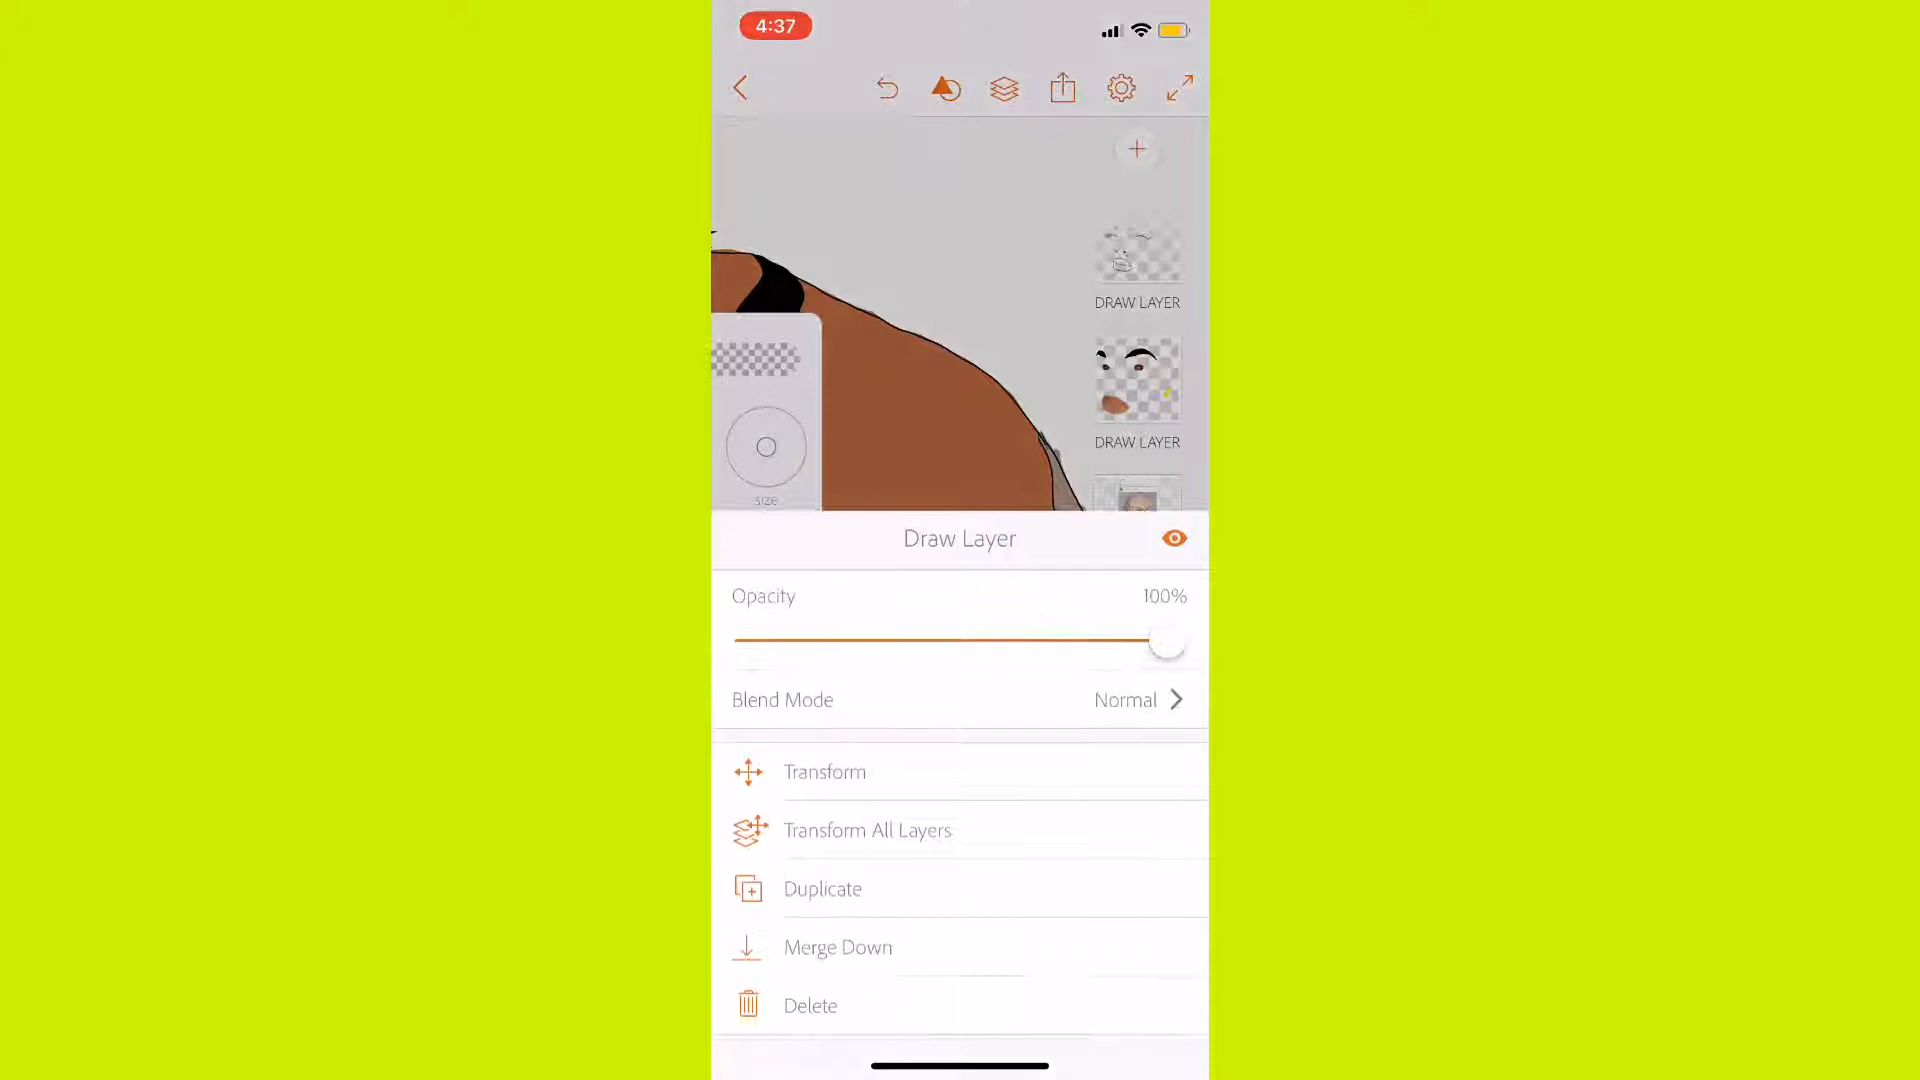 4:37
DRAW LAYER
DRAW LAYER
size
Draw Layer
Opacity 100%
Blend Mode Normal
Transform
Transform All Layers
Duplicate
Merge Down
Delete